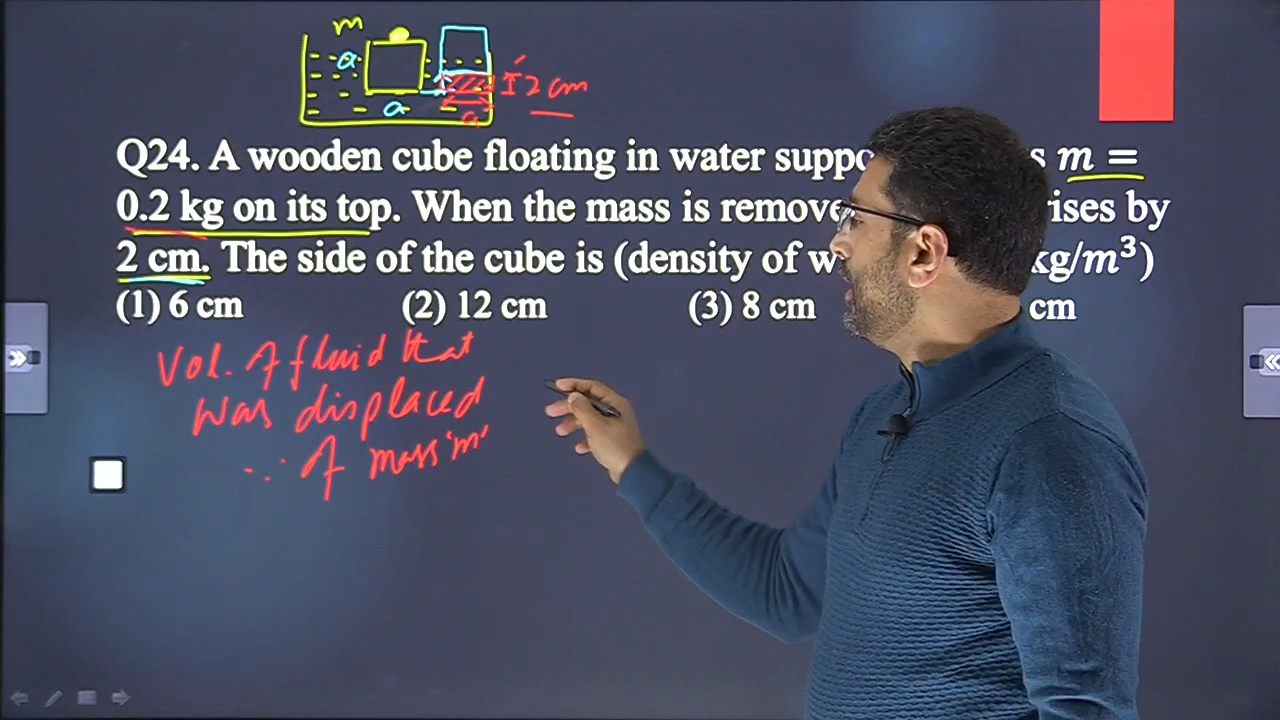 m
a
2 cm
a
a
Q24. A wooden cube floating in water suppo s m =
0.2 kg on its top. When the mass is remove rises by
2 cm. The side of the cube is (density of w kg/m³)
(1) 6 cm (2) 12 cm (3) 8 cm cm
Vol. of fluid that
was displaced
∵ of mass 'm'